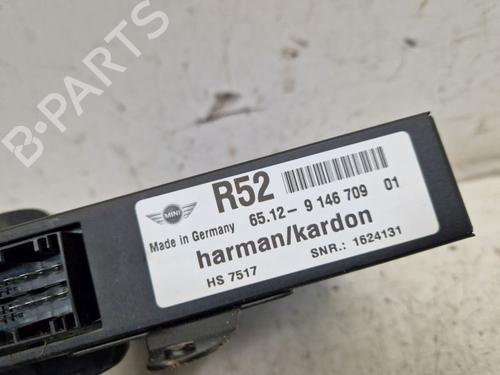 B-PARTS
MINI
R52
65.12- 9 146 709 01
Made in Germany
harman/kardon
HS 7517 SNR.: 1624131